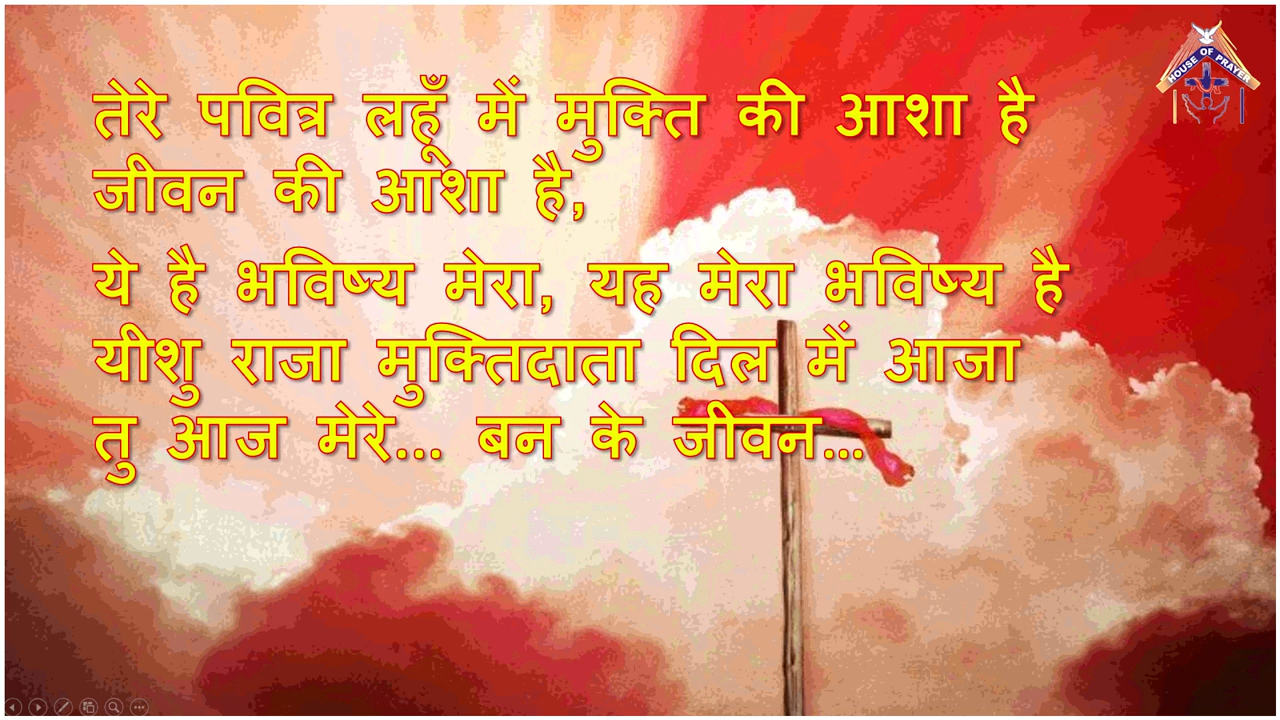 तेरे पवित्र लहूँ में मुक्ति की आशा है
जीवन की आशा है,
ये है भविष्य मेरा, यह मेरा भविष्य है
यीशु राजा मुक्तिदाता दिल में आजा
तु आज मेरे... बन के जीवन...
HOUSE OF PRAYER